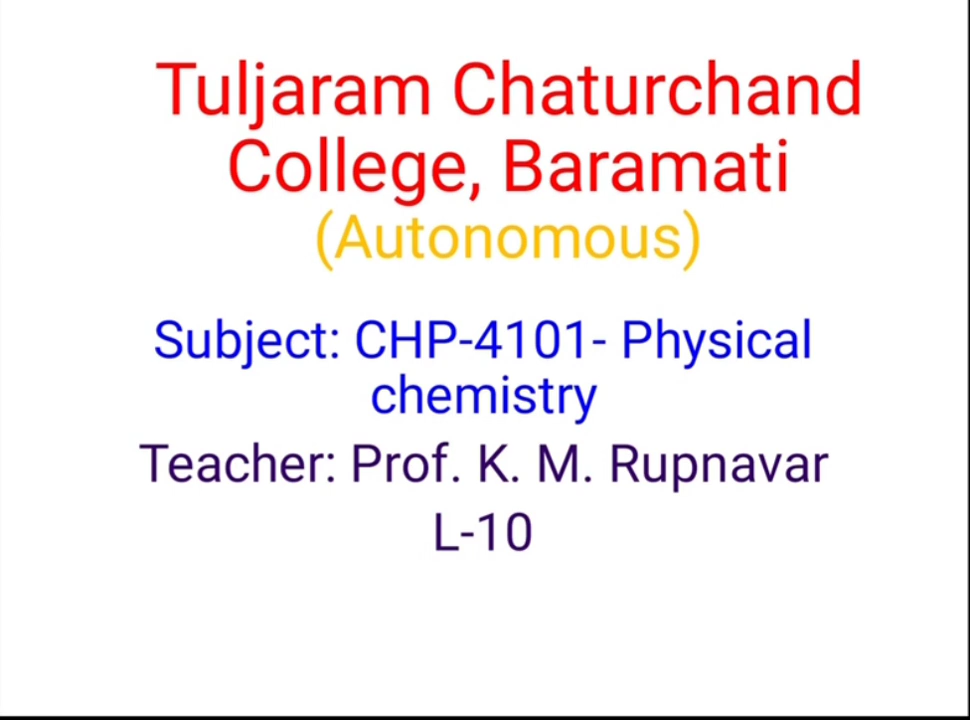 Tuljaram Chaturchand
College, Baramati
(Autonomous)
Subject: CHP-4101- Physical
chemistry
Teacher: Prof. K. M. Rupnavar
L-10